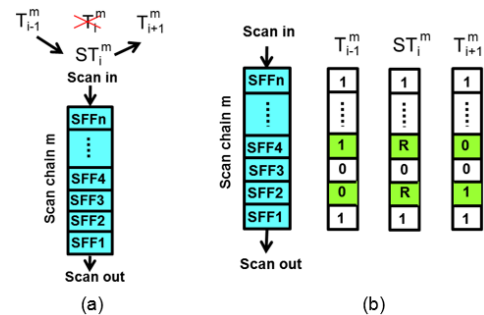 T_{i-1}^m T_i^m T_{i+1}^m
ST_i^m
Scan in
Scan chain m
SFFn
SFF4
SFF3
SFF2
SFF1
Scan out
(a)
Scan in
T_{i-1}^m ST_i^m T_{i+1}^m
Scan chain m
SFFn 1 1 1
SFF4 1 R 0
SFF3 0 0 0
SFF2 0 R 1
SFF1 1 1 1
Scan out
(b)